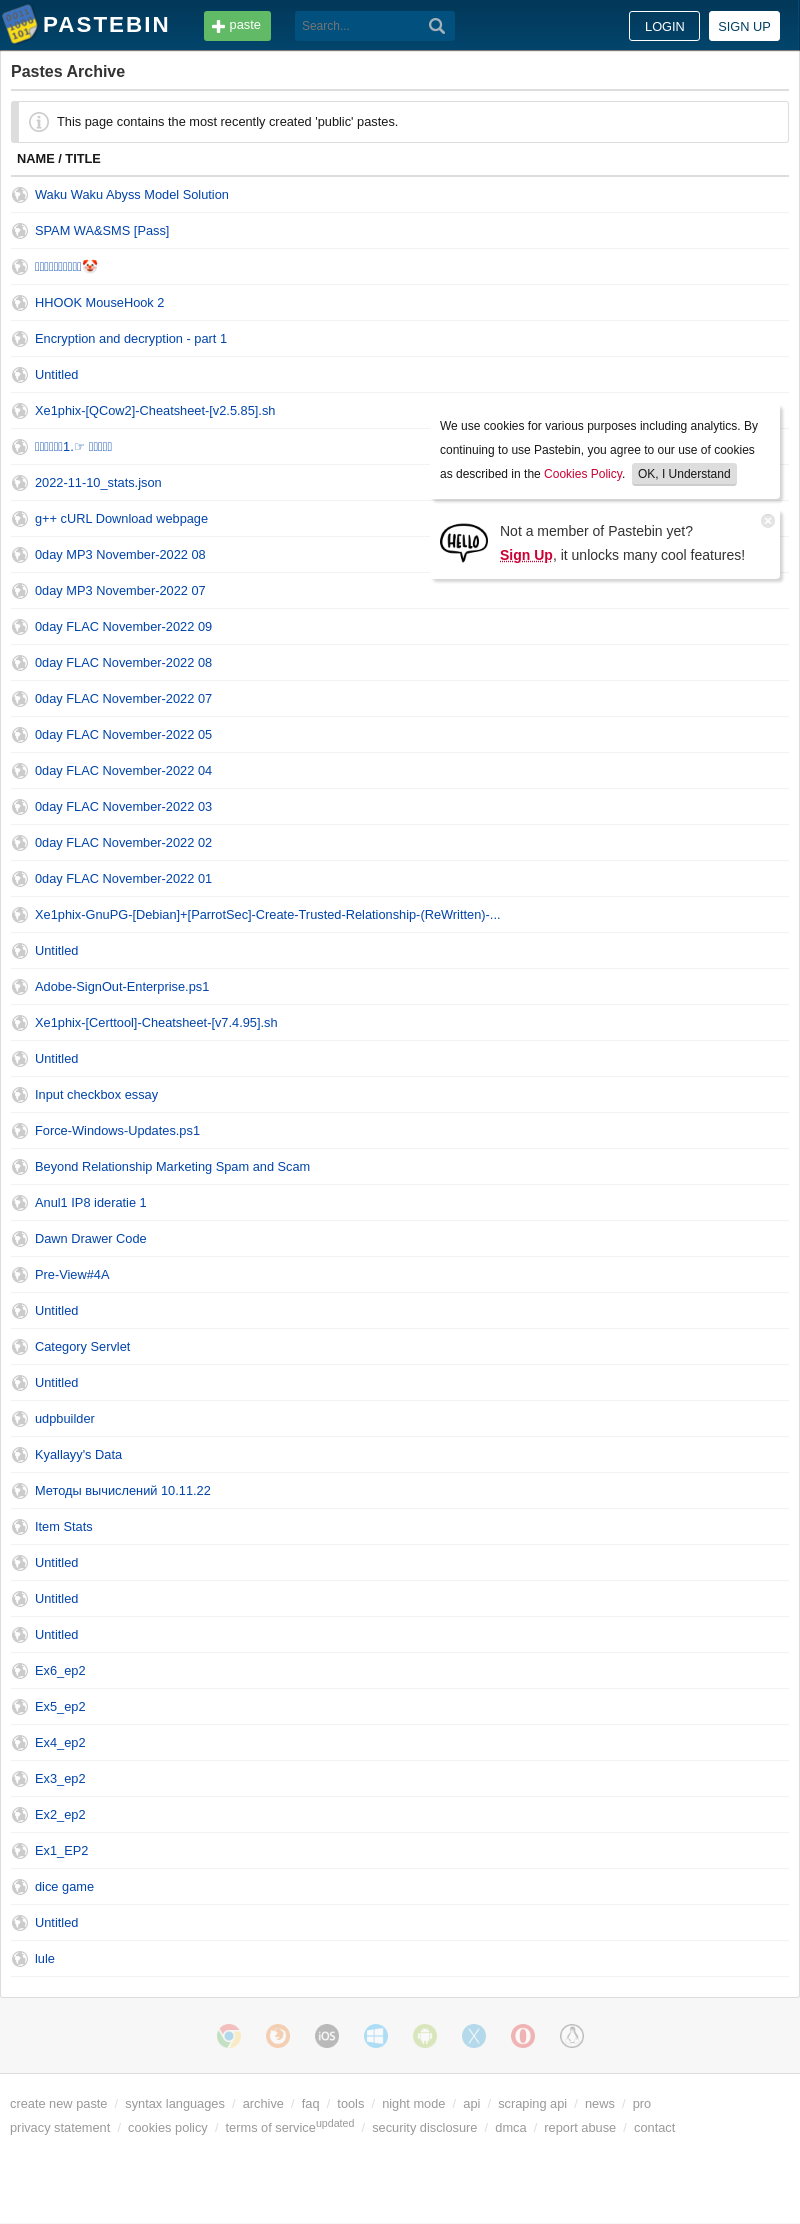 PASTEBIN paste Search... LOGIN SIGN UP
Pastes Archive
This page contains the most recently created 'public' pastes.
NAME / TITLE
Waku Waku Abyss Model Solution
SPAM WA&SMS [Pass]
🤡
HHOOK MouseHook 2
Encryption and decryption - part 1
Untitled
Xe1phix-[QCow2]-Cheatsheet-[v2.5.85].sh
1.☞
2022-11-10_stats.json
g++ cURL Download webpage
0day MP3 November-2022 08
0day MP3 November-2022 07
We use cookies for various purposes including analytics. By
continuing to use Pastebin, you agree to our use of cookies
as described in the Cookies Policy. OK, I Understand
HELLO
Not a member of Pastebin yet?
Sign Up, it unlocks many cool features!
0day FLAC November-2022 09
0day FLAC November-2022 08
0day FLAC November-2022 07
0day FLAC November-2022 05
0day FLAC November-2022 04
0day FLAC November-2022 03
0day FLAC November-2022 02
0day FLAC November-2022 01
Xe1phix-GnuPG-[Debian]+[ParrotSec]-Create-Trusted-Relationship-(ReWritten)-...
Untitled
Adobe-SignOut-Enterprise.ps1
Xe1phix-[Certtool]-Cheatsheet-[v7.4.95].sh
Untitled
Input checkbox essay
Force-Windows-Updates.ps1
Beyond Relationship Marketing Spam and Scam
Anul1 IP8 ideratie 1
Dawn Drawer Code
Pre-View#4A
Untitled
Category Servlet
Untitled
udpbuilder
Kyallayy's Data
Методы вычислений 10.11.22
Item Stats
Untitled
Untitled
Untitled
Ex6_ep2
Ex5_ep2
Ex4_ep2
Ex3_ep2
Ex2_ep2
Ex1_EP2
dice game
Untitled
lule
iOS
create new paste / syntax languages / archive / faq / tools / night mode / api / scraping api / news / pro
privacy statement / cookies policy / terms of service updated / security disclosure / dmca / report abuse / contact